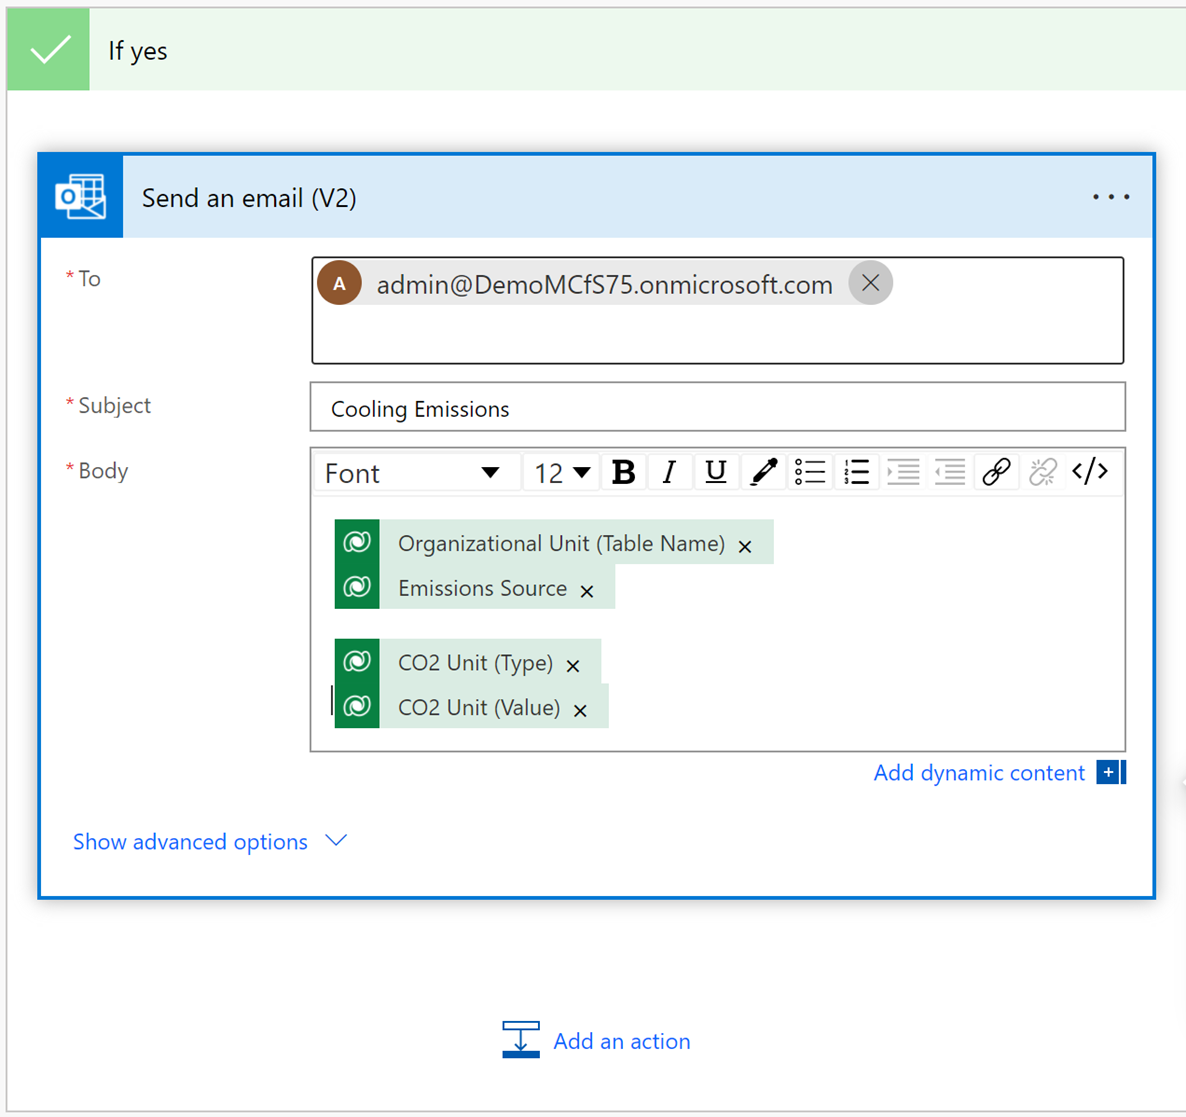 If yes
Send an email (V2)
* To
A admin@DemoMCfS75.onmicrosoft.com
* Subject
Cooling Emissions
* Body
Font 12 B I U </>
Organizational Unit (Table Name) ×
Emissions Source ×
CO2 Unit (Type) ×
CO2 Unit (Value) ×
Add dynamic content
Show advanced options
Add an action